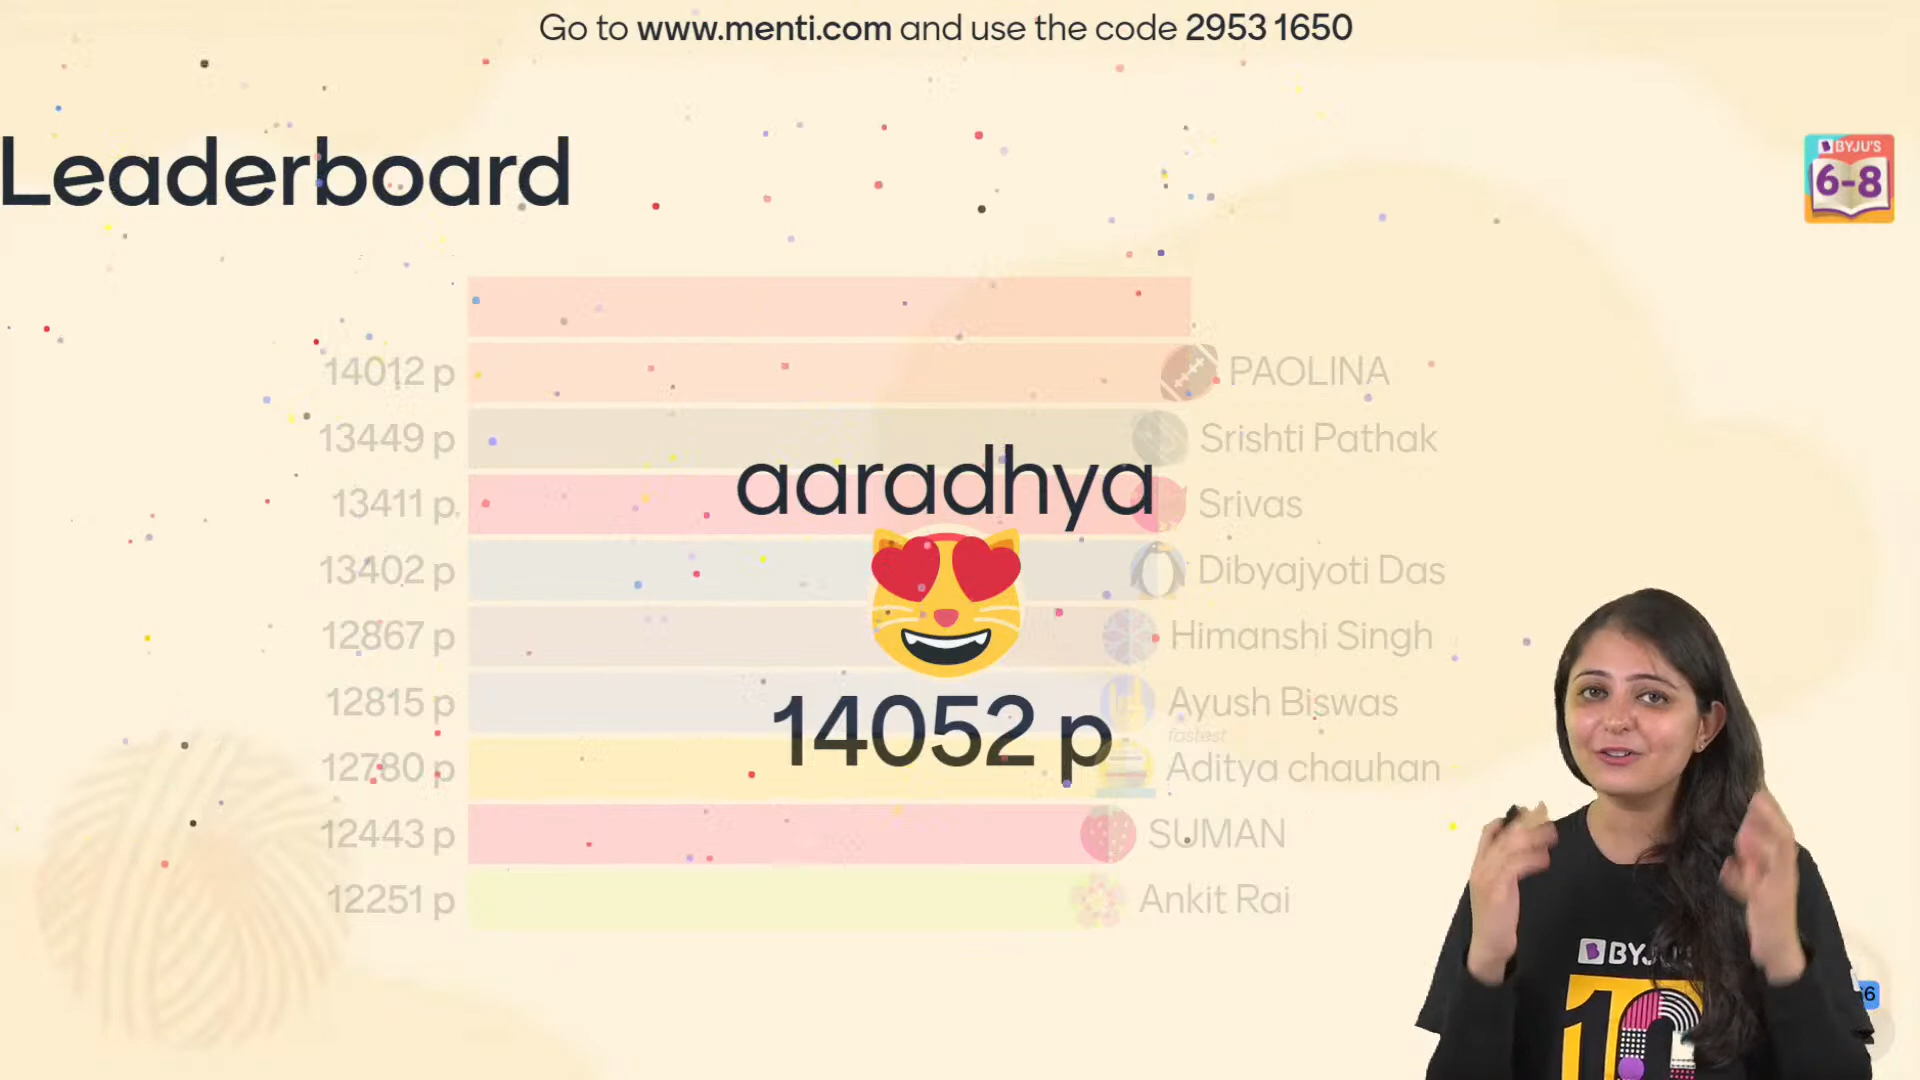 Go to www.menti.com and use the code 2953 1650
Leaderboard
BYJU'S
6-8
14012 p PAOLINA
13449 p Srishti Pathak
aaradhya
13411 p Srivas
13402 p Dibyajyoti Das
12867 p Himanshi Singh
12815 p Ayush Biswas
14052 p
fastest
12780 p Aditya chauhan
12443 p SUMAN
12251 p Ankit Rai